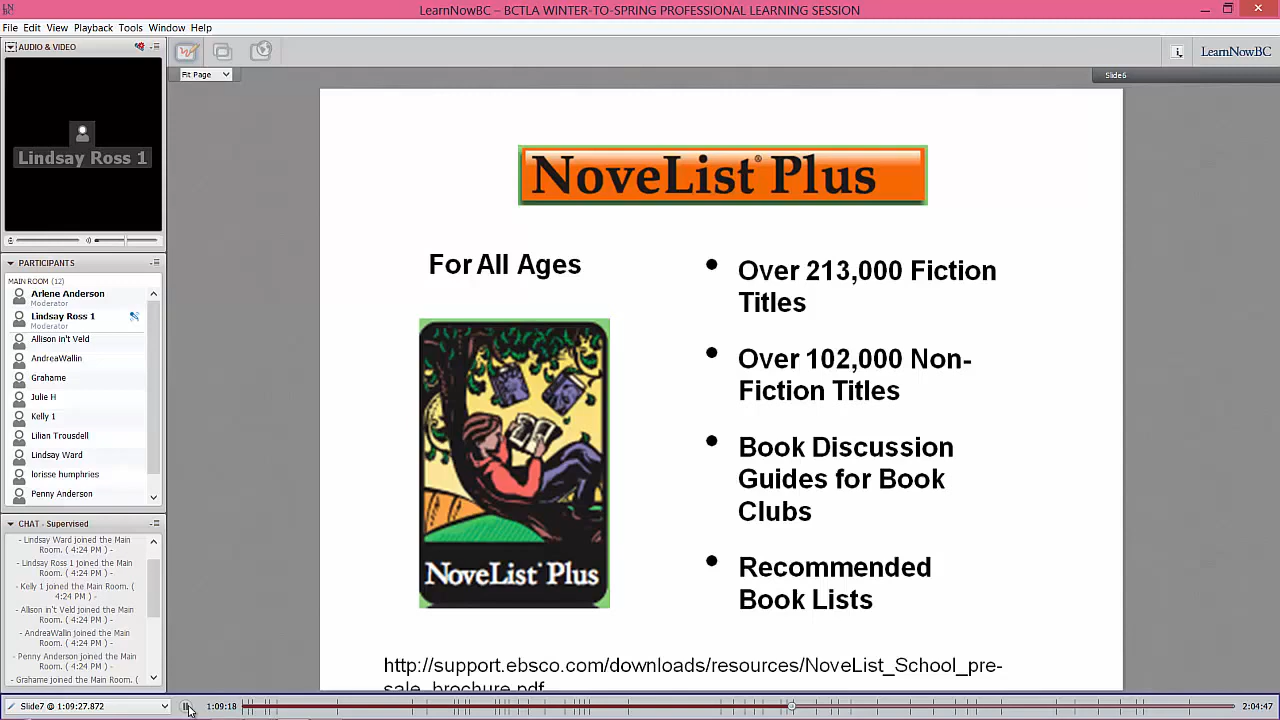 LearnNowBC – BCTLA WINTER-TO-SPRING PROFESSIONAL LEARNING SESSION
File Edit View Playback Tools Window Help
AUDIO & VIDEO
LearnNowBC
Fit Page
Slide6
Lindsay Ross 1
PARTICIPANTS
MAIN ROOM (12)
Arlene Anderson
Moderator
Lindsay Ross 1
Moderator
Allison in't Veld
AndreaWallin
Grahame
Julie H
Kelly 1
Lilian Trousdell
Lindsay Ward
lorisse humphries
Penny Anderson
CHAT - Supervised
- Lindsay Ward joined the Main
Room. ( 4:24 PM ) -
- Lindsay Ross 1 joined the Main
Room. ( 4:24 PM ) -
- Kelly 1 joined the Main Room. (
4:24 PM ) -
- Allison in't Veld joined the Main
Room. ( 4:24 PM ) -
- AndreaWallin joined the Main
Room. ( 4:24 PM ) -
- Penny Anderson joined the Main
Room. ( 4:24 PM ) -
- Grahame joined the Main Room. (
NoveList® Plus
For All Ages
NoveList® Plus
• Over 213,000 Fiction
Titles
• Over 102,000 Non-
Fiction Titles
• Book Discussion
Guides for Book
Clubs
• Recommended
Book Lists
http://support.ebsco.com/downloads/resources/NoveList_School_pre-
sale_brochure.pdf
Slide7 @ 1:09:27.872
1:09:18
2:04:47